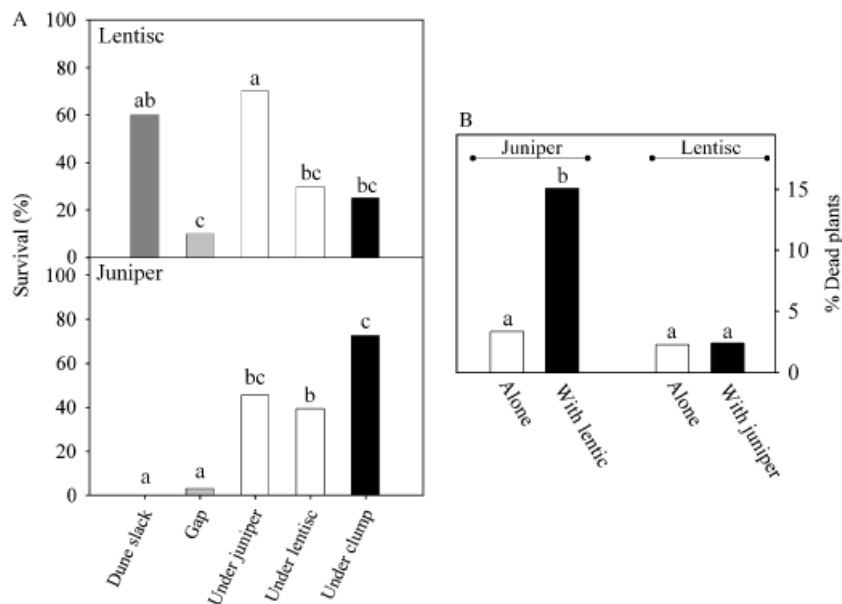 A
Lentisc
Survival (%)
100
80
60
40
20
0
ab
c
a
bc
bc
Juniper
100
80
60
40
20
0
a
a
bc
b
c
Dune slack
Gap
Under juniper
Under lentisc
Under clump
B
Juniper
Lentisc
a
b
a
a
15
10
5
0
% Dead plants
Alone
With lentic
Alone
With juniper